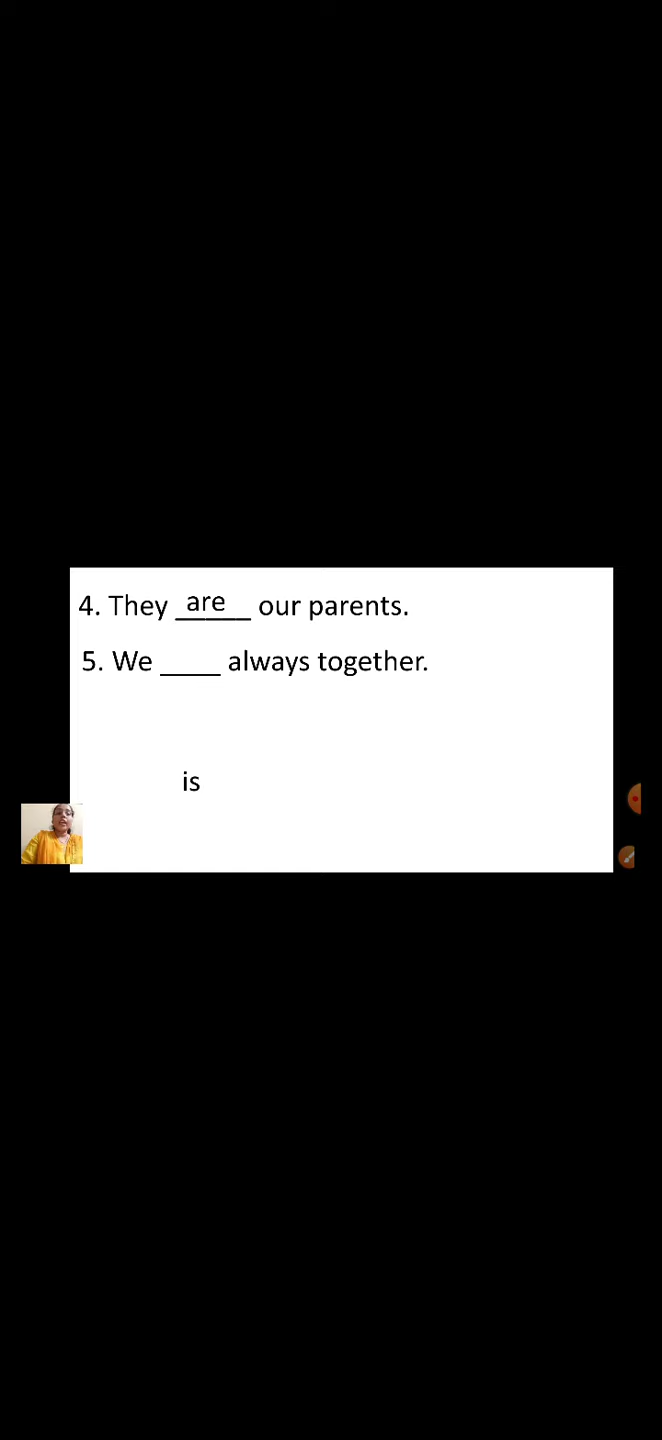 4. They are our parents.
5. We ____ always together.
is